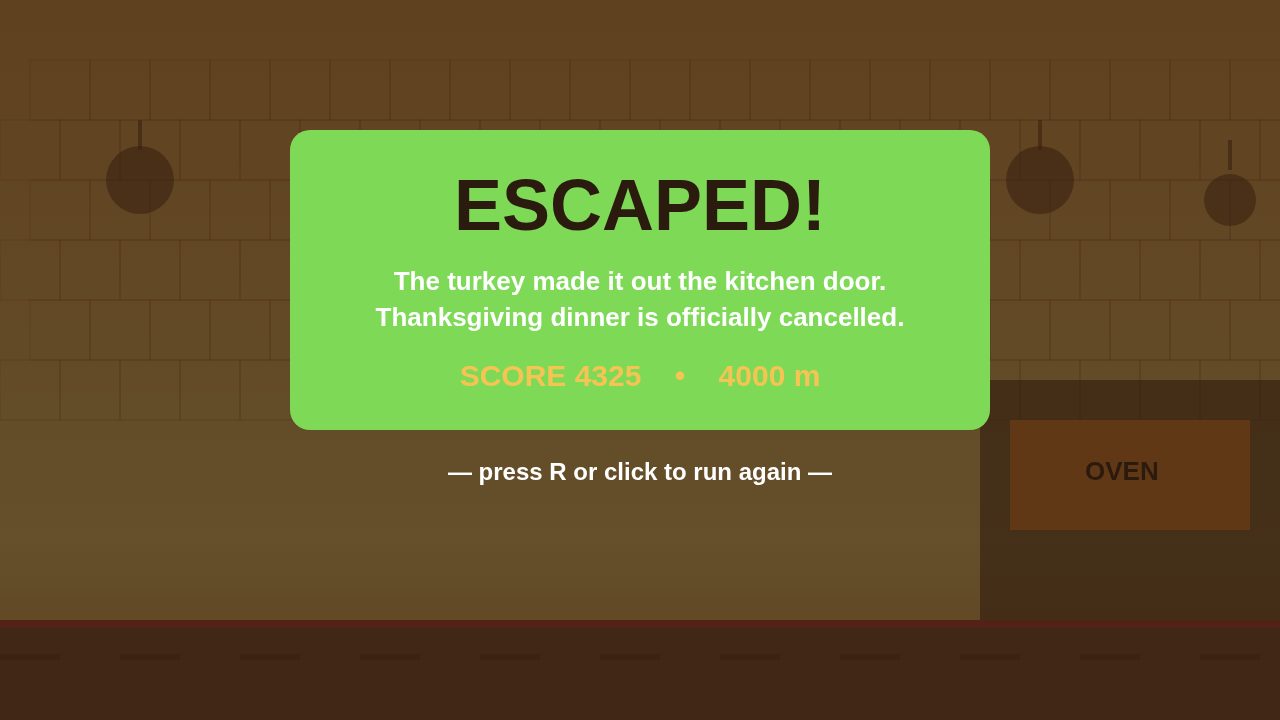 ESCAPED!
The turkey made it out the kitchen door.
Thanksgiving dinner is officially cancelled.
SCORE 4325 • 4000 m
— press R or click to run again —
OVEN